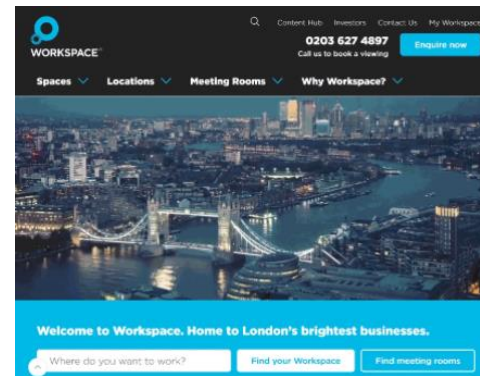 Content Hub Investors Contact Us My Workspace
0203 627 4897
Call us to book a viewing
Enquire now
WORKSPACE
Spaces Locations Meeting Rooms Why Workspace?
Welcome to Workspace. Home to London's brightest businesses.
Where do you want to work? Find your Workspace Find meeting rooms